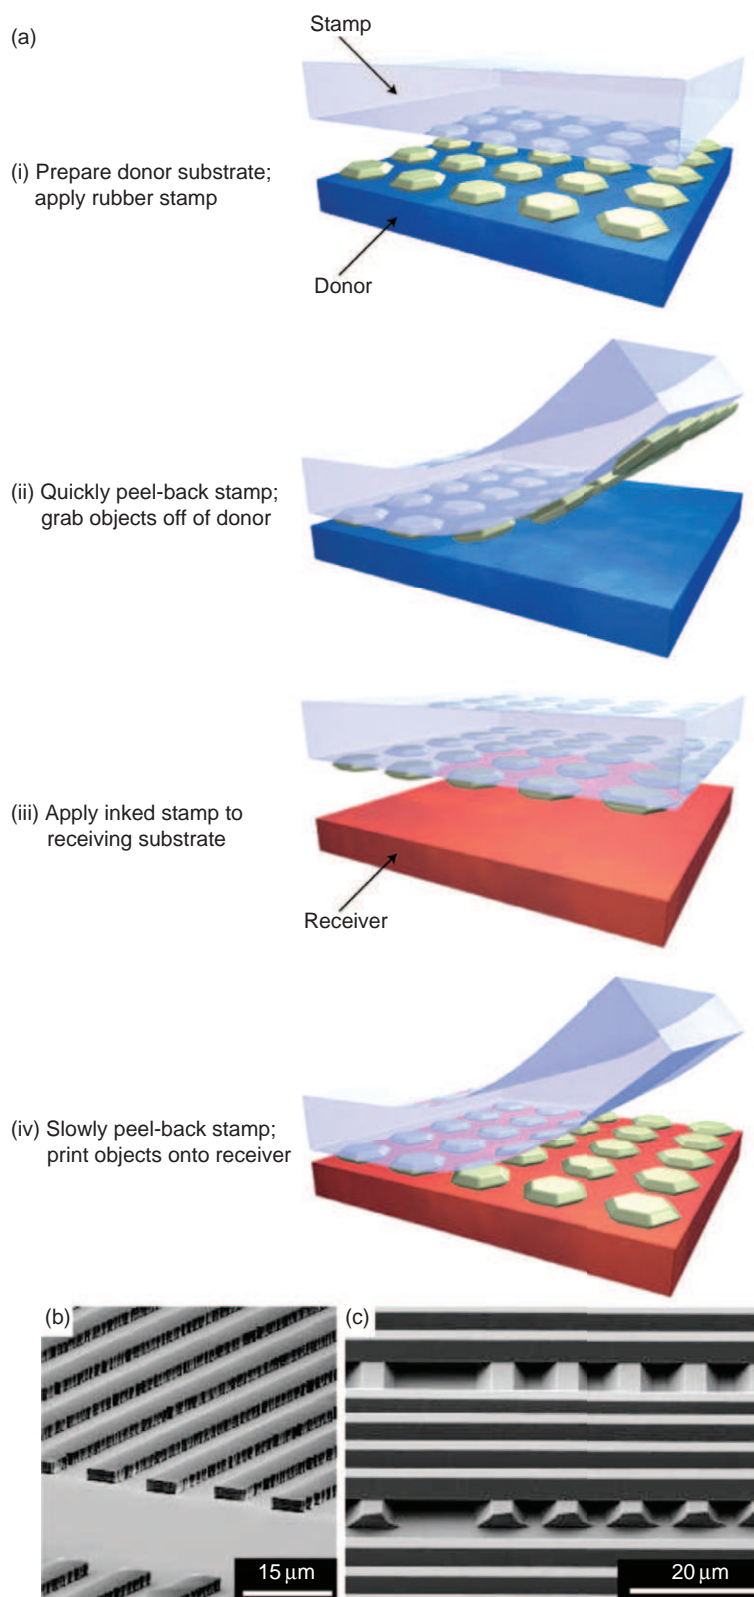 (a)
Stamp
(i) Prepare donor substrate;
apply rubber stamp
Donor
(ii) Quickly peel-back stamp;
grab objects off of donor
(iii) Apply inked stamp to
receiving substrate
Receiver
(iv) Slowly peel-back stamp;
print objects onto receiver
(b)
15 μm
(c)
20 μm